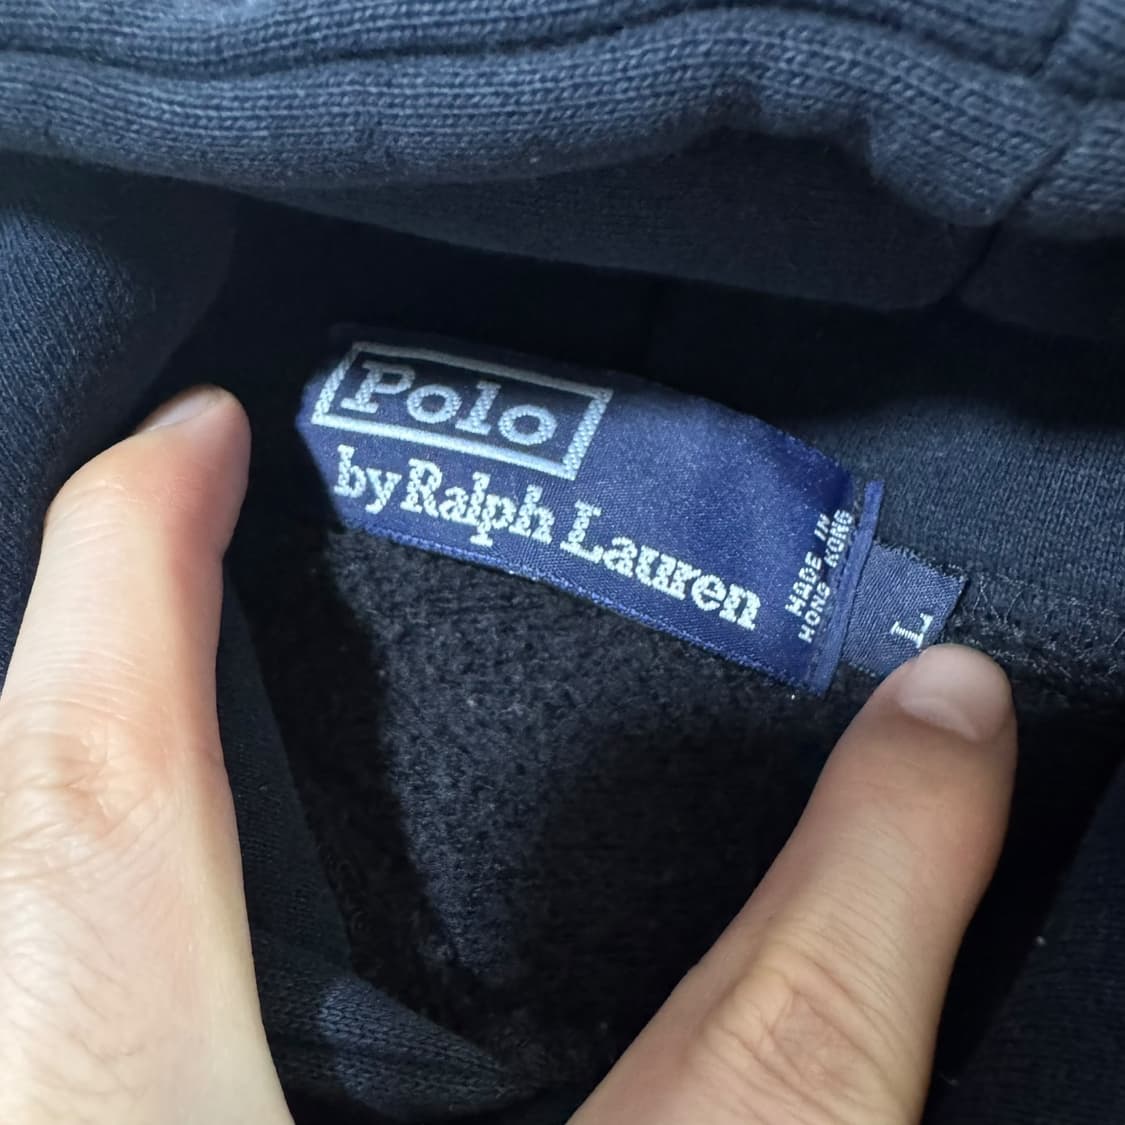 Polo
by Ralph Lauren
MADE IN
HONG KONG
L